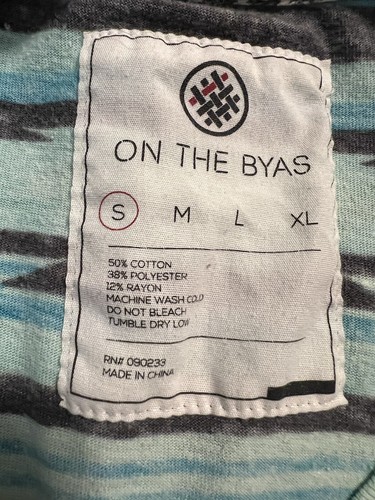 ON THE BYAS
S M L XL
50% COTTON
38% POLYESTER
12% RAYON
MACHINE WASH COLD
DO NOT BLEACH
TUMBLE DRY LOW
RN# 090233
MADE IN CHINA